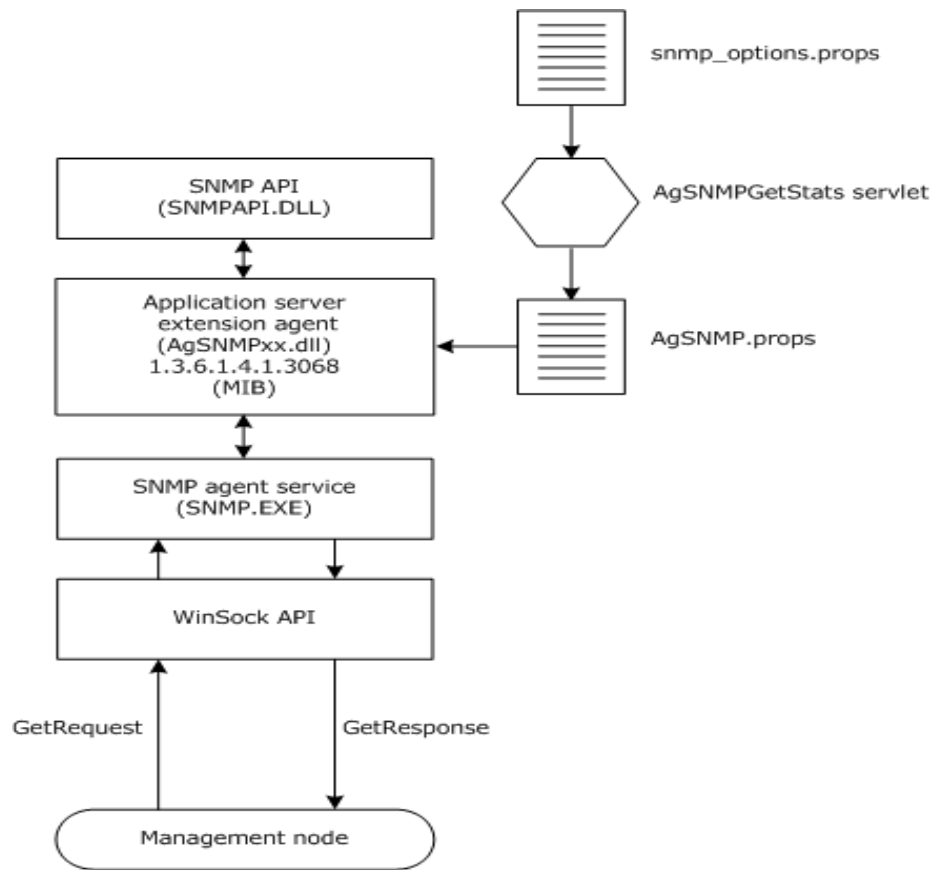 snmp_options.props
SNMP API
(SNMPAPI.DLL)
AgSNMPGetStats servlet
Application server
extension agent
(AgSNMPxx.dll)
1.3.6.1.4.1.3068
(MIB)
AgSNMP.props
SNMP agent service
(SNMP.EXE)
WinSock API
GetRequest
GetResponse
Management node